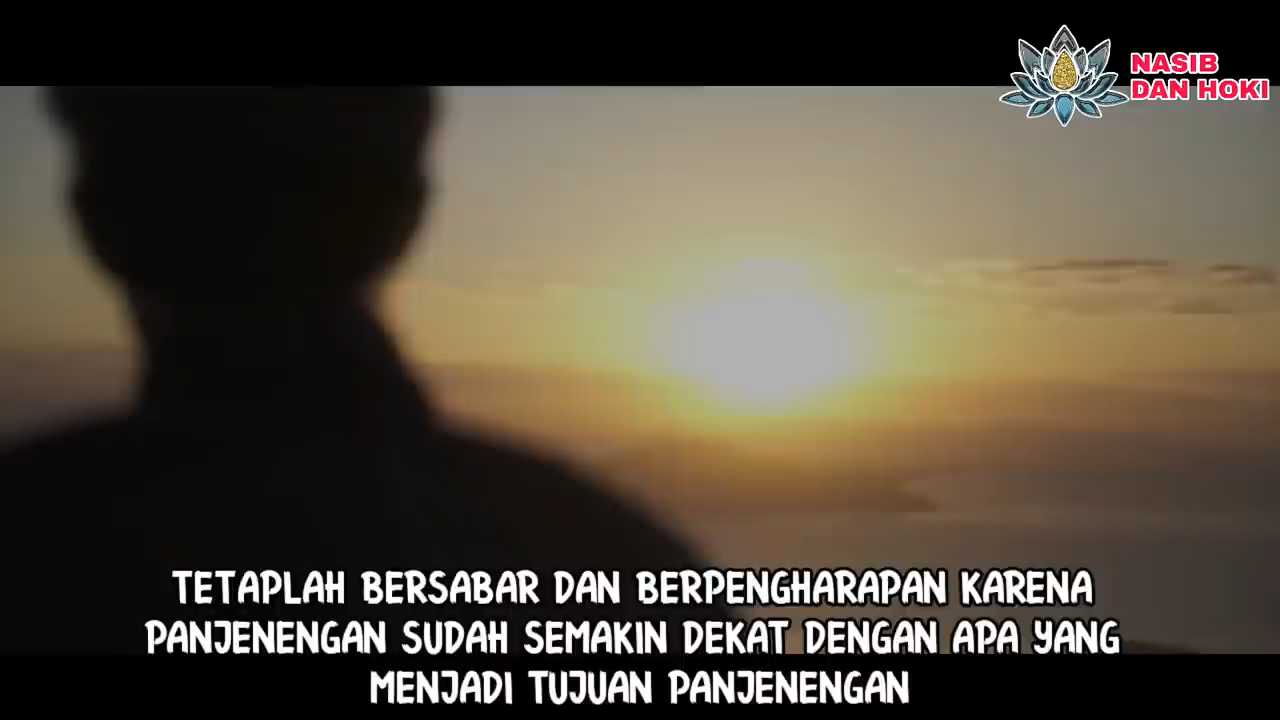 NASIB
DAN HOKI
TETAPLAH BERSABAR DAN BERPENGHARAPAN KARENA
PANJENENGAN SUDAH SEMAKIN DEKAT DENGAN APA YANG
MENJADI TUJUAN PANJENENGAN